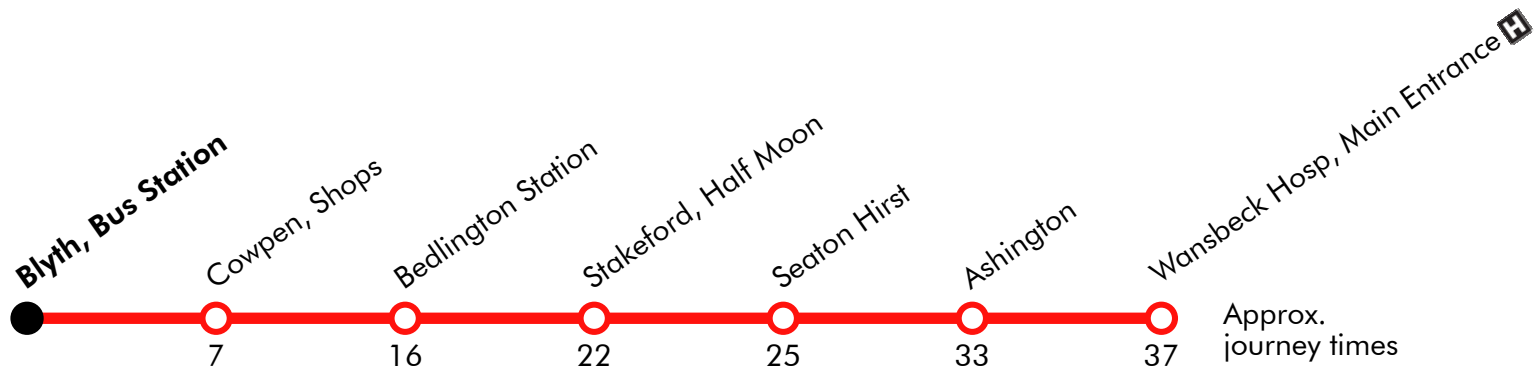 Blyth, Bus Station
Cowpen, Shops
Bedlington Station
Stakeford, Half Moon
Seaton Hirst
Ashington
Wansbeck Hosp, Main Entrance H
7
16
22
25
33
37
Approx.
journey times